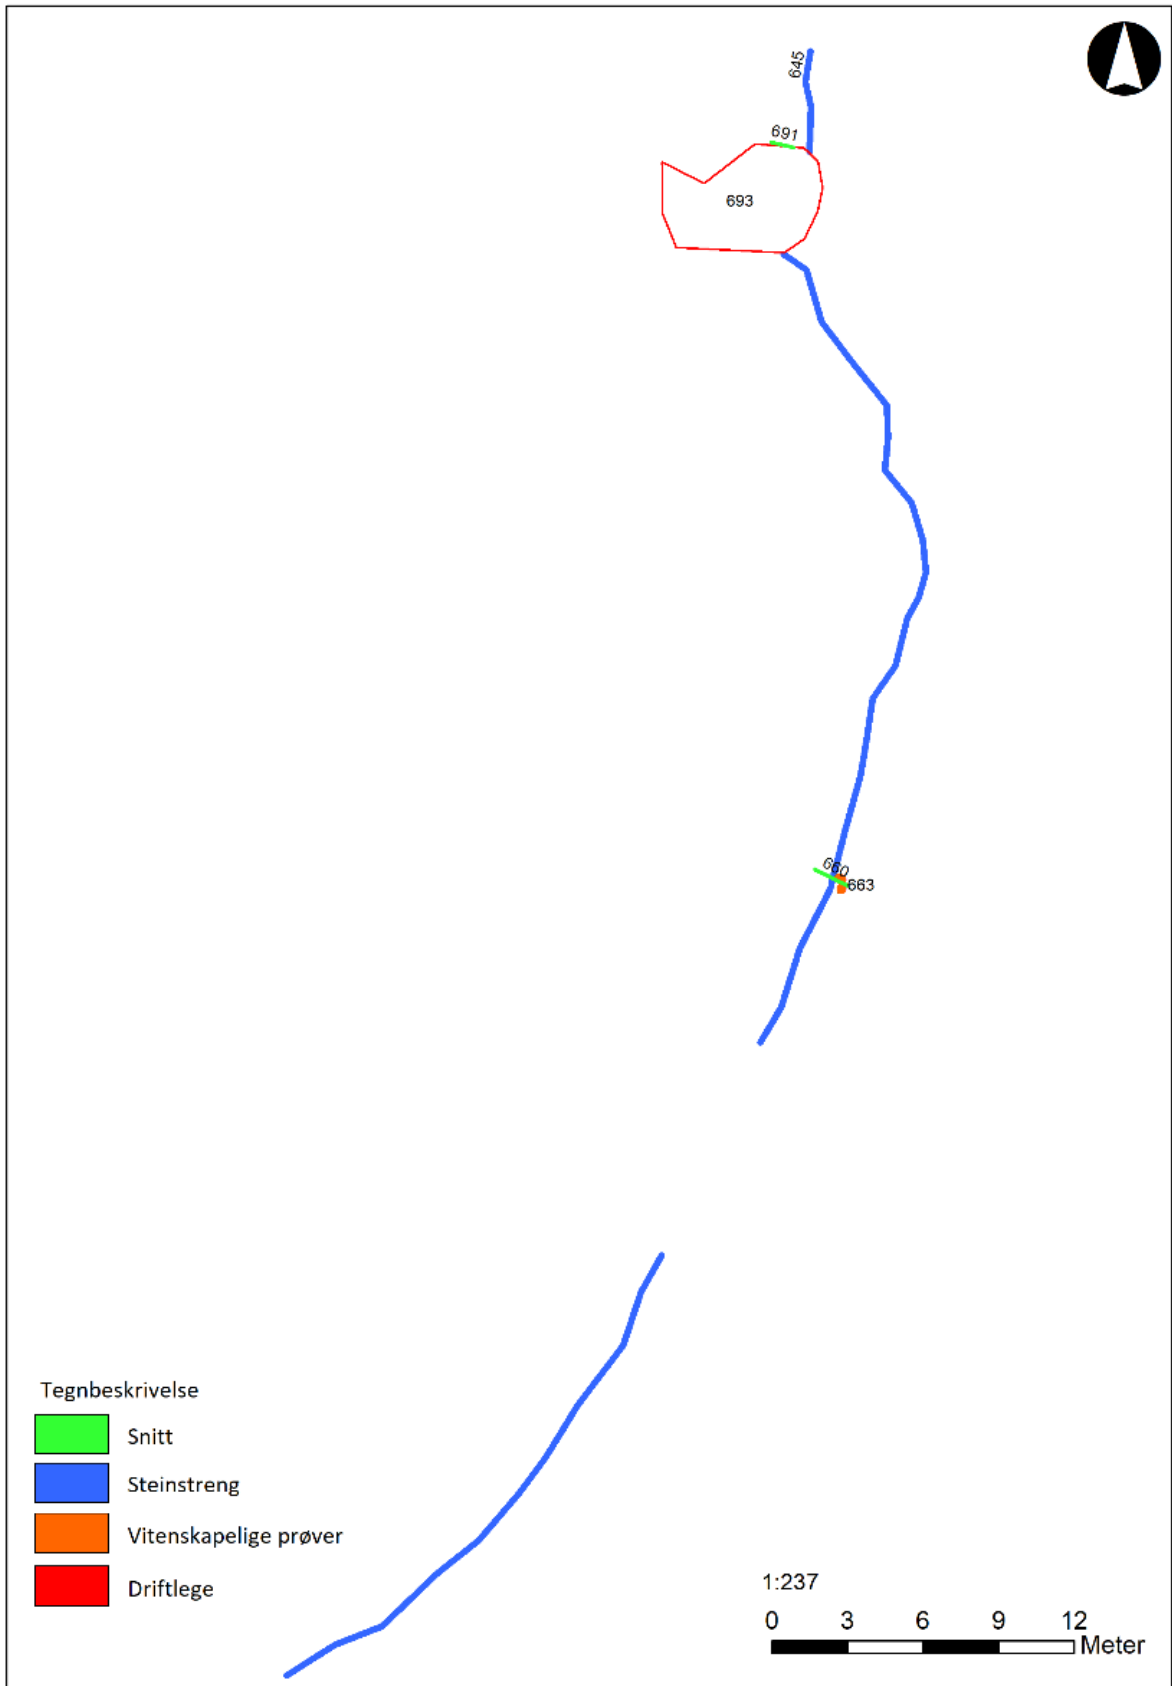 645
691
693
660
663
Tegnbeskrivelse
Snitt
Steinstreng
Vitenskapelige prøver
Driftlege
1:237
0 3 6 9 12
Meter